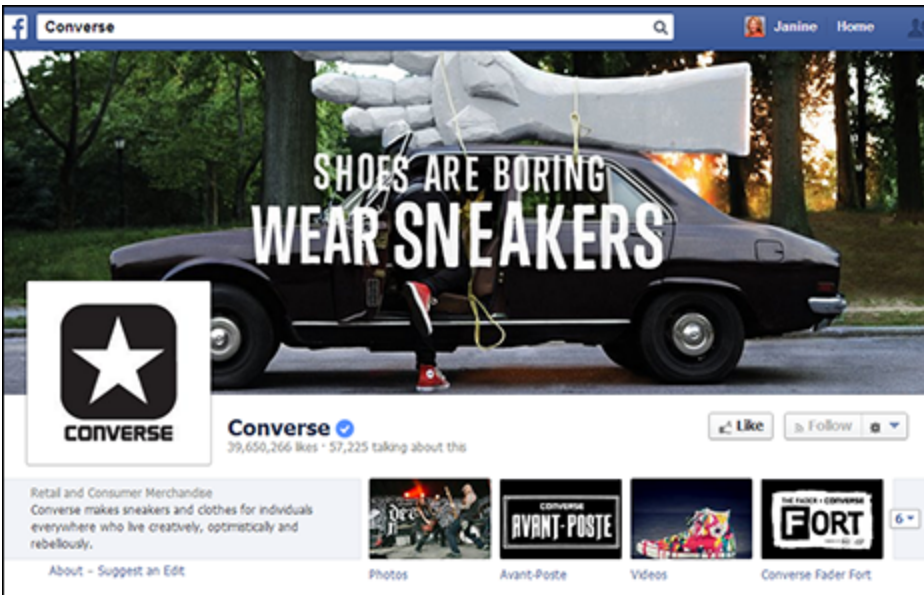 f
Converse
Janine
Home
SHOES ARE BORING
WEAR SNEAKERS
CONVERSE
Converse
39,650,266 likes · 57,225 talking about this
Like
Follow
Retail and Consumer Merchandise
Converse makes sneakers and clothes for individuals
everywhere who live creatively, optimistically and
rebelliously.
About – Suggest an Edit
Photos
CONVERSE
AVANT-POSTE
Avant-Poste
Videos
THE FADER + CONVERSE
FORT
Converse Fader Fort
6